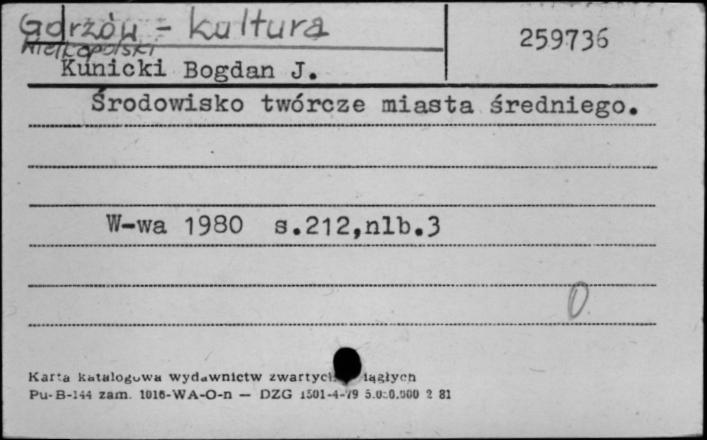 Gorzów - kultura
Wielkopolski
259736
Kunicki Bogdan J.
Środowisko twórcze miasta średniego.
W-wa 1980 s.212,nlb.3
0
Karta katalogowa wydawnictw zwartych
Pu-B-144 zam. 1016-WA-O-n — DZG 1501-4-79 5.000.000 2 81